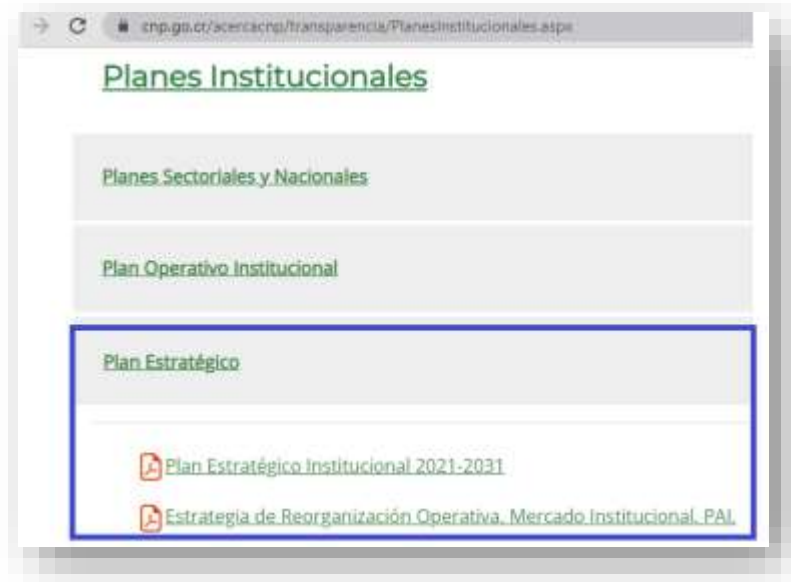 cnp.go.cr/acercacnp/transparencia/PlanesInstitucionales.aspx
Planes Institucionales
Planes Sectoriales y Nacionales
Plan Operativo Institucional
Plan Estratégico
Plan Estratégico Institucional 2021-2031
Estrategia de Reorganización Operativa, Mercado Institucional, PAI.